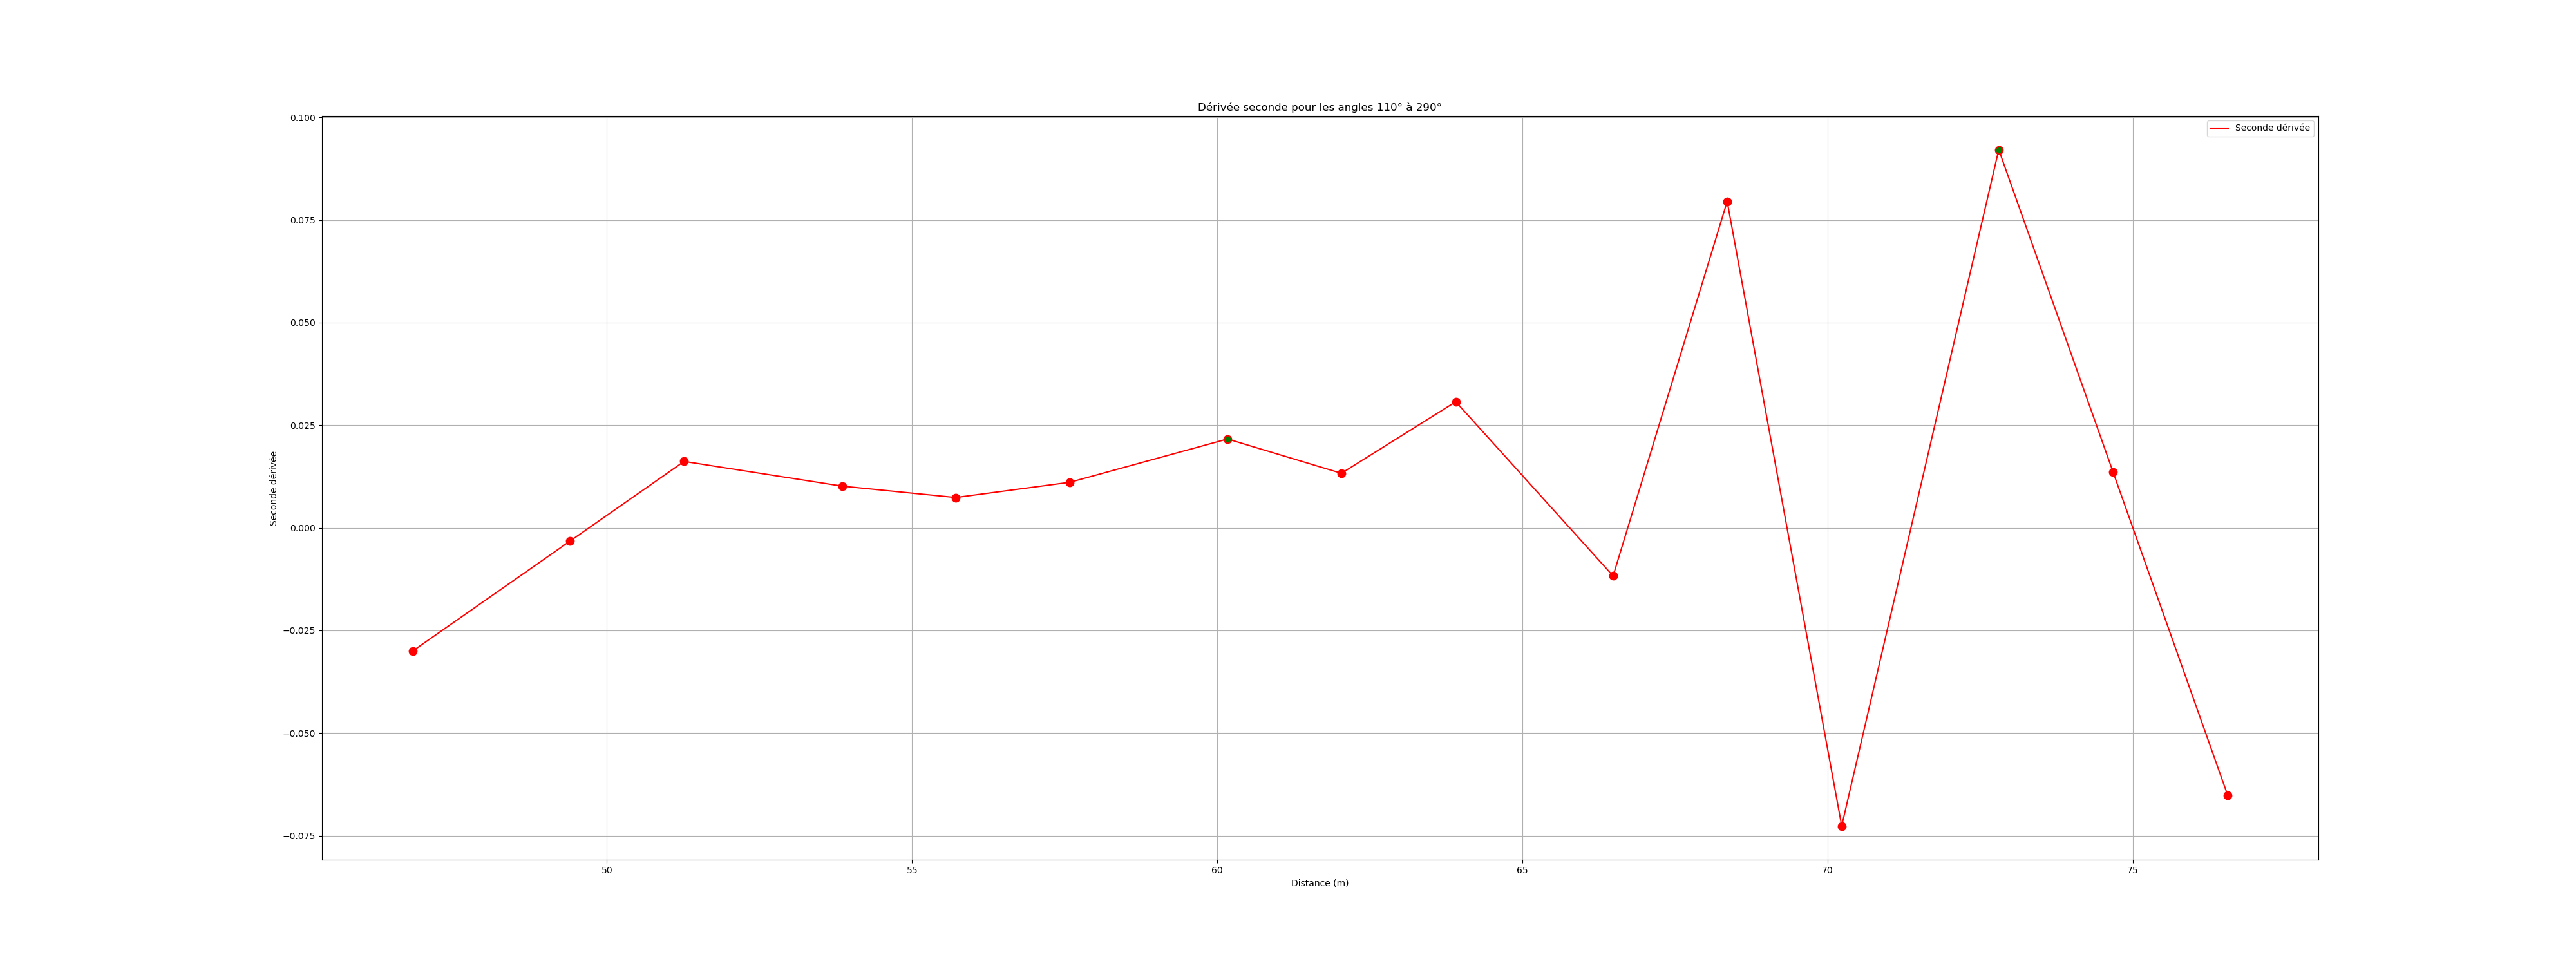 Dérivée seconde pour les angles 110° à 290°
Seconde dérivée
0.100
0.075
0.050
0.025
0.000
−0.025
−0.050
−0.075
Seconde dérivée
50 55 60 65 70 75
Distance (m)